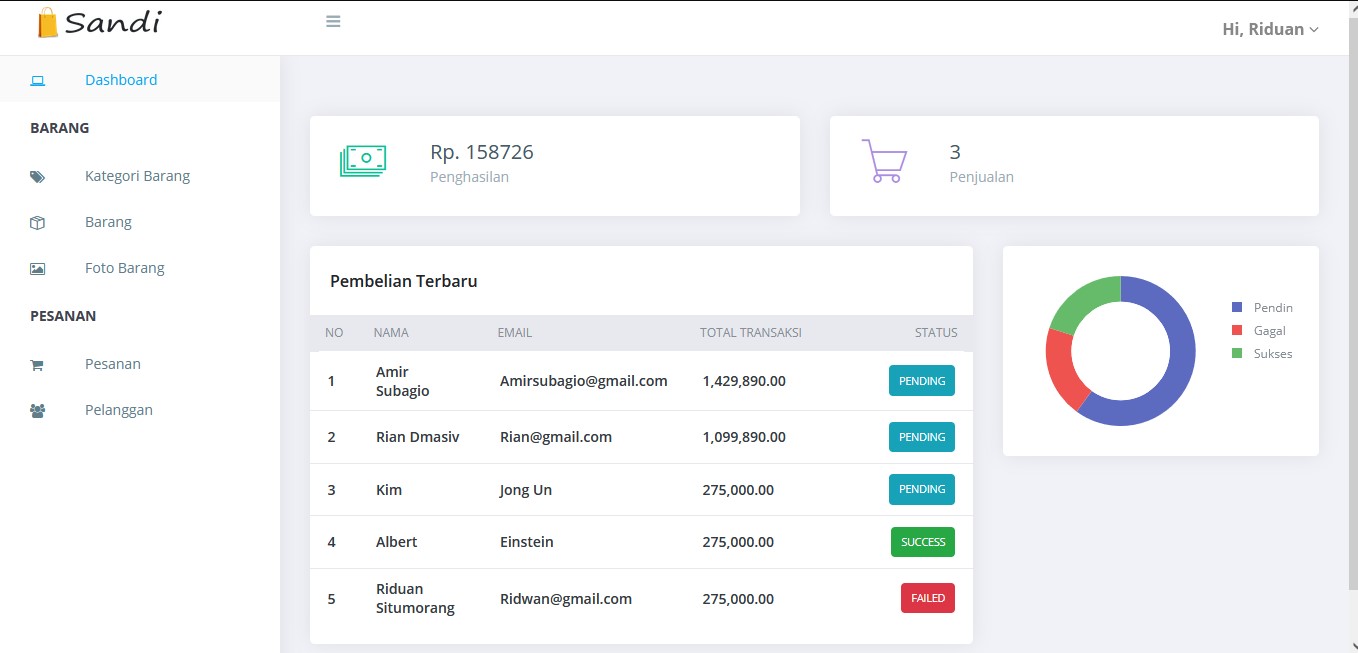 Sandi
Hi, Riduan
Dashboard
BARANG
Kategori Barang
Barang
Foto Barang
PESANAN
Pesanan
Pelanggan
Rp. 158726
Penghasilan
3
Penjualan
Pembelian Terbaru
NO NAMA EMAIL TOTAL TRANSAKSI STATUS
1 Amir Subagio Amirsubagio@gmail.com 1,429,890.00 PENDING
2 Rian Dmasiv Rian@gmail.com 1,099,890.00 PENDING
3 Kim Jong Un 275,000.00 PENDING
4 Albert Einstein 275,000.00 SUCCESS
5 Riduan Situmorang Ridwan@gmail.com 275,000.00 FAILED
Pendin
Gagal
Sukses